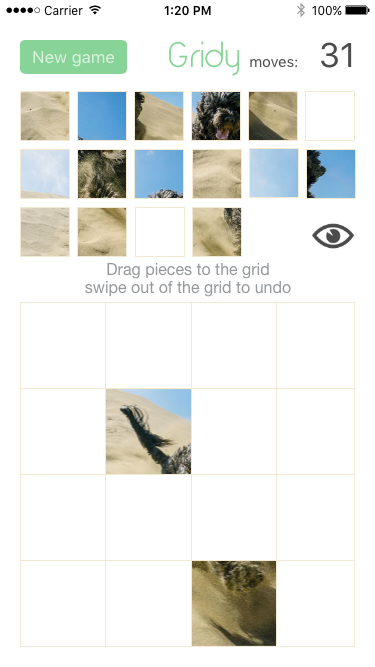 Carrier 1:20 PM 100%
New game Gridy moves: 31
Drag pieces to the grid
swipe out of the grid to undo